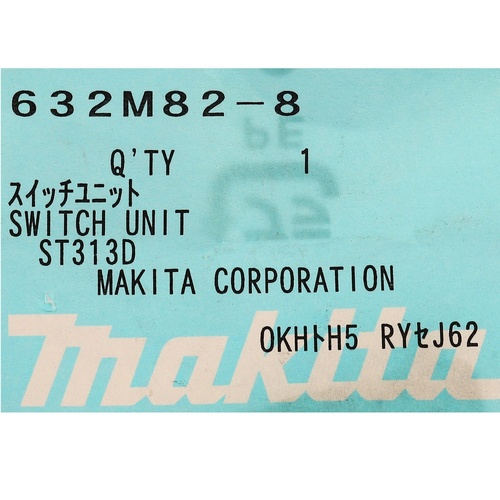 632M82-8
Q'TY 1
スイッチユニット
SWITCH UNIT
ST313D
MAKITA CORPORATION
OKHトH5 RYセJ62
makita
PE